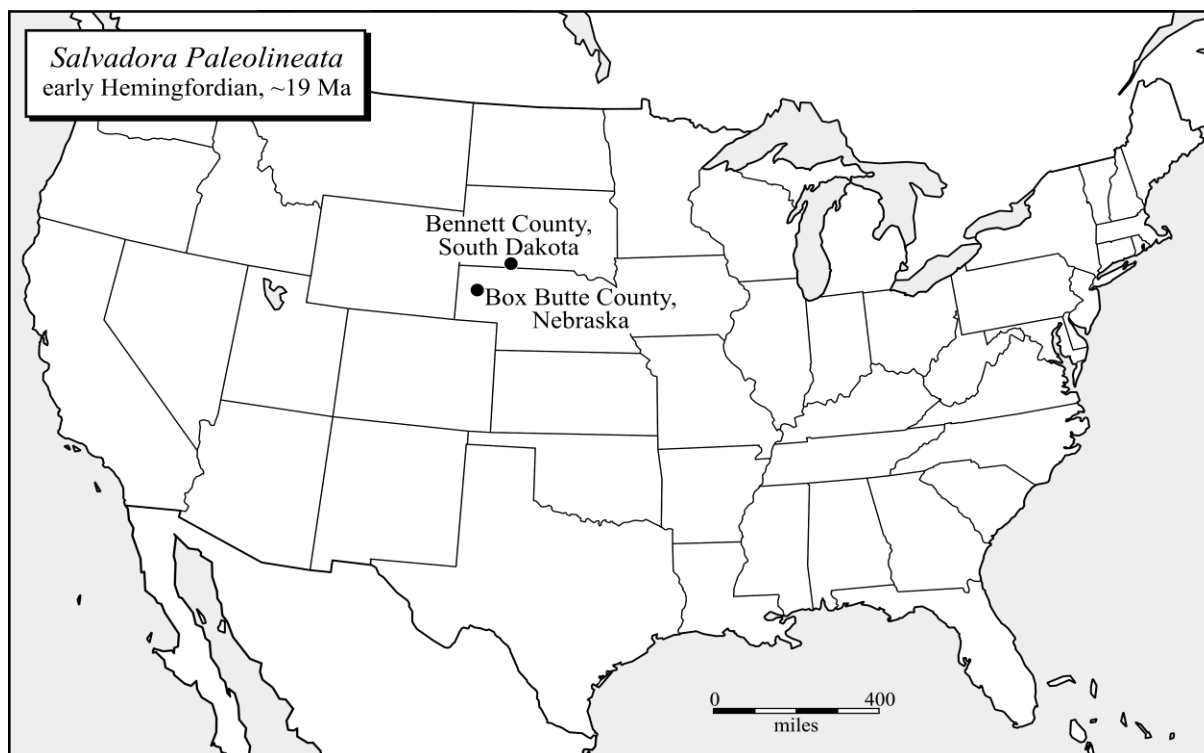 Salvadora Paleolineata
early Hemingfordian, ~19 Ma
Bennett County,
South Dakota
Box Butte County,
Nebraska
0 400
miles